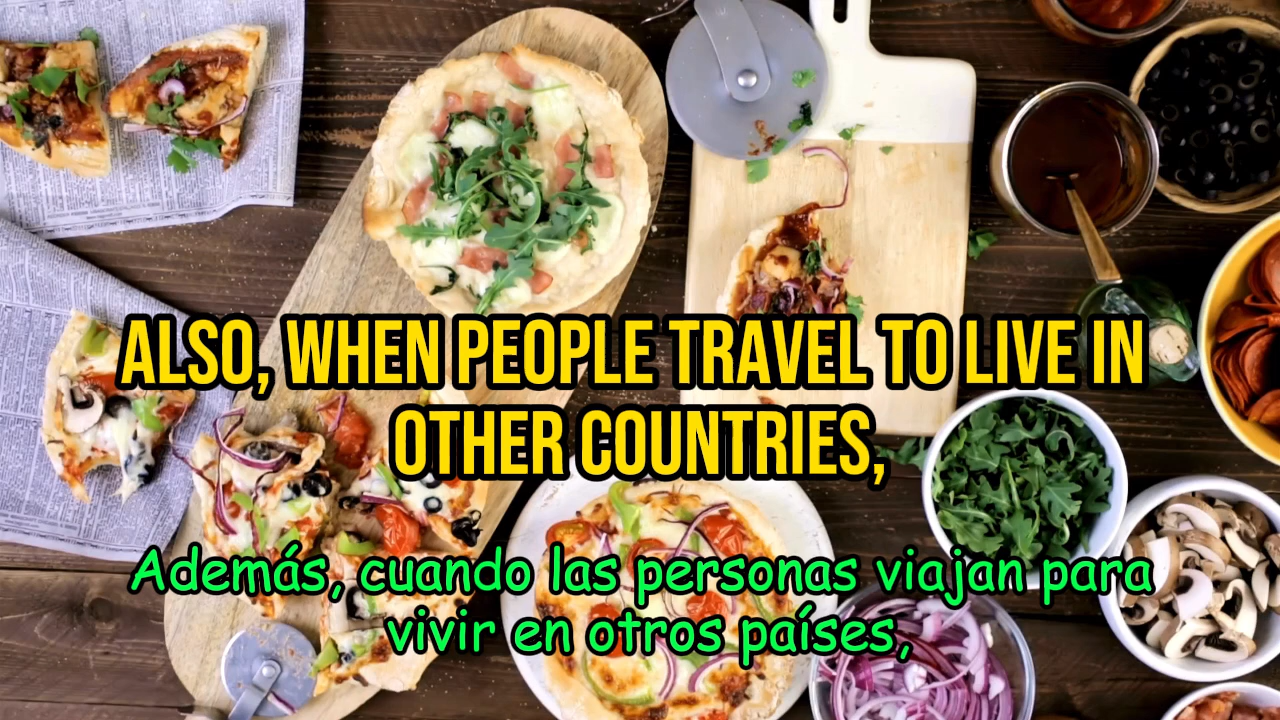 ALSO, WHEN PEOPLE TRAVEL TO LIVE IN
OTHER COUNTRIES,
Además, cuando las personas viajan para
vivir en otros países,